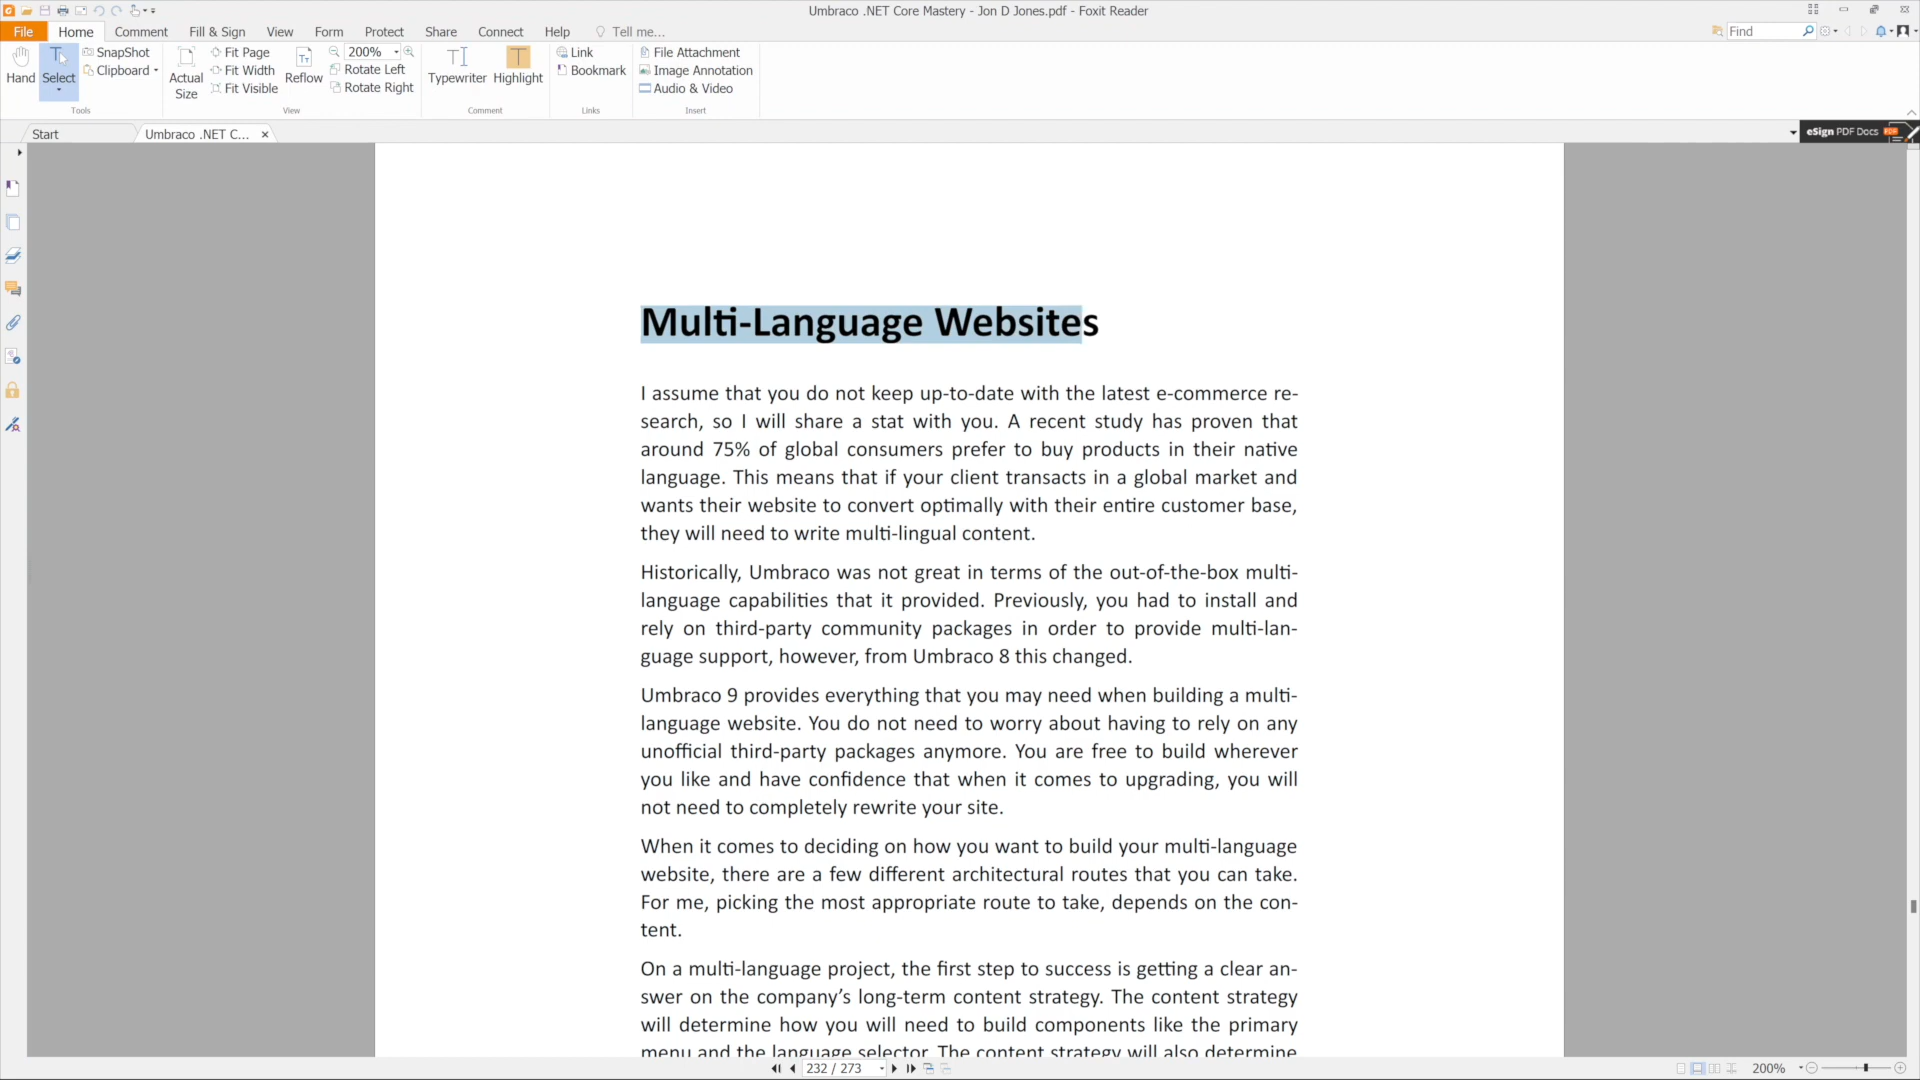 Umbraco .NET Core Mastery - Jon D Jones.pdf - Foxit Reader
File Home Comment Fill & Sign View Form Protect Share Connect Help Tell me... Find
Hand Select SnapShot Clipboard Actual Size Fit Page Fit Width Fit Visible Reflow 200% Rotate Left Rotate Right Typewriter Highlight Link Bookmark File Attachment Image Annotation Audio & Video
Tools View Comment Links Insert
Start Umbraco .NET C... eSign PDF Docs
Multi-Language Websites
I assume that you do not keep up-to-date with the latest e-commerce re-
search, so I will share a stat with you. A recent study has proven that
around 75% of global consumers prefer to buy products in their native
language. This means that if your client transacts in a global market and
wants their website to convert optimally with their entire customer base,
they will need to write multi-lingual content.
Historically, Umbraco was not great in terms of the out-of-the-box multi-
language capabilities that it provided. Previously, you had to install and
rely on third-party community packages in order to provide multi-lan-
guage support, however, from Umbraco 8 this changed.
Umbraco 9 provides everything that you may need when building a multi-
language website. You do not need to worry about having to rely on any
unofficial third-party packages anymore. You are free to build wherever
you like and have confidence that when it comes to upgrading, you will
not need to completely rewrite your site.
When it comes to deciding on how you want to build your multi-language
website, there are a few different architectural routes that you can take.
For me, picking the most appropriate route to take, depends on the con-
tent.
On a multi-language project, the first step to success is getting a clear an-
swer on the company’s long-term content strategy. The content strategy
will determine how you will need to build components like the primary
menu and the language selector. The content strategy will also determine
232 / 273 200%